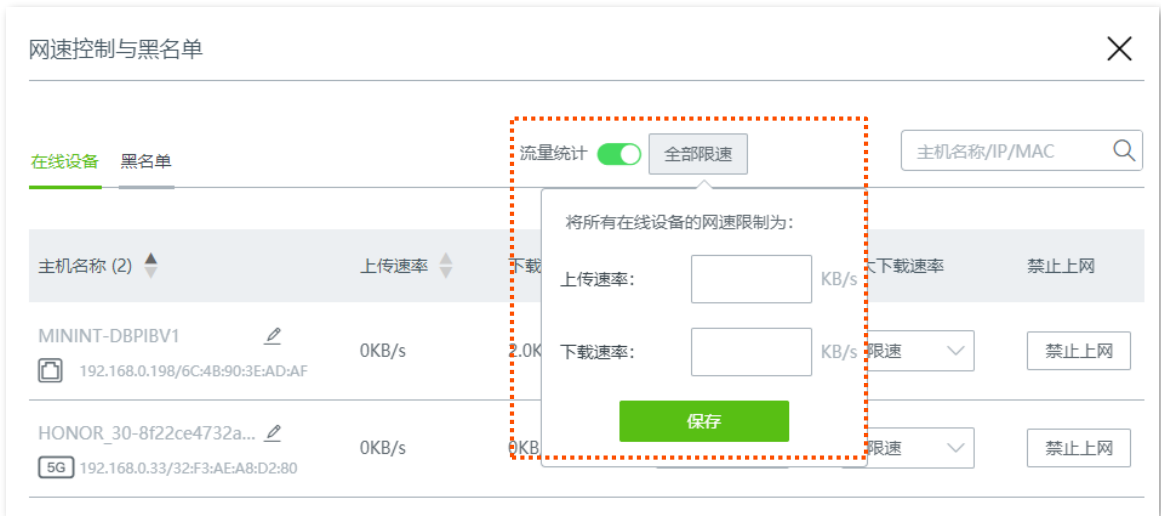 网速控制与黑名单
在线设备 黑名单 流量统计 全部限速 主机名称/IP/MAC
将所有在线设备的网速限制为：
主机名称 (2) 上传速率 下载 下载速率 禁止上网
上传速率： KB/s
MININT-DBPIBV1
0KB/s 2.0K 下载速率： KB/s 限速 禁止上网
192.168.0.198/6C:4B:90:3E:AD:AF
保存
HONOR_30-8f22ce4732a...
0KB/s 0KB 限速 禁止上网
5G 192.168.0.33/32:F3:AE:A8:D2:80